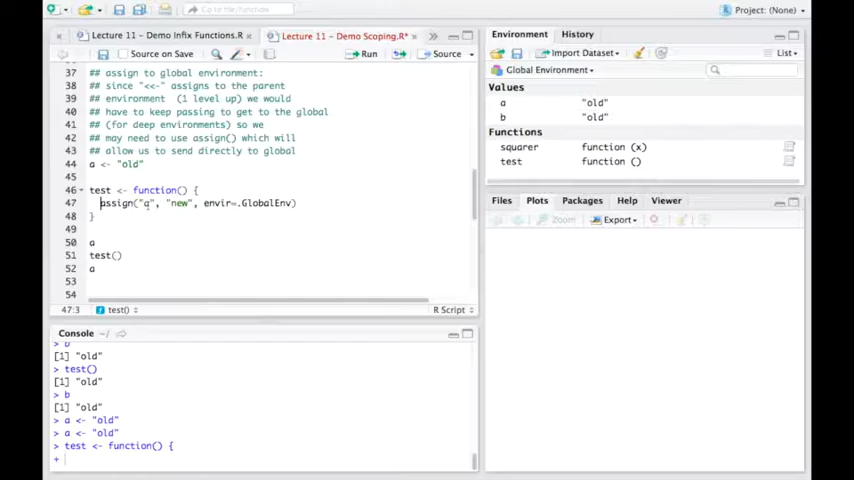 Go to file/function
Project: (None)
Lecture 11 - Demo Infix Functions.R
Lecture 11 - Demo Scoping.R*
Source on Save
Run
Source
37 ## assign to global environment:
38 ## since "<<-" assigns to the parent
39 ## environment (1 level up) we would
40 ## have to keep passing to get to the global
41 ## (for deep environments) so we
42 ## may need to use assign() which will
43 ## allow us to send directly to global
44 a <- "old"
45
46 test <- function() {
47 assign("a", "new", envir=.GlobalEnv)
48 }
49
50 a
51 test()
52 a
53
54
47:3
test()
R Script
Console ~/
> b
[1] "old"
> test()
[1] "old"
> b
[1] "old"
> a <- "old"
> a <- "old"
> test <- function() {
+
Environment History
Import Dataset
List
Global Environment
Values
a "old"
b "old"
Functions
squarer function (x)
test function ()
Files Plots Packages Help Viewer
Zoom Export